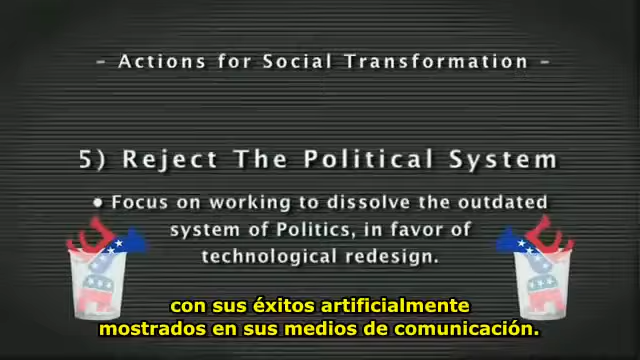 - Actions for Social Transformation -
5) Reject The Political System
● Focus on working to dissolve the outdated
system of Politics, in favor of
technological redesign.
con sus éxitos artificialmente
mostrados en sus medios de comunicación.